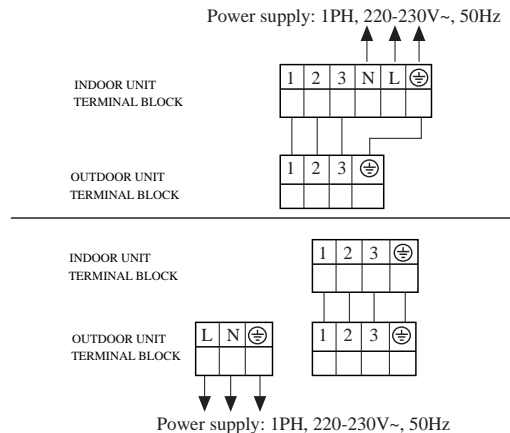 Power supply: 1PH, 220-230V~, 50Hz
1 2 3 N L ⏚
INDOOR UNIT
TERMINAL BLOCK
1 2 3 ⏚
OUTDOOR UNIT
TERMINAL BLOCK
1 2 3 ⏚
INDOOR UNIT
TERMINAL BLOCK
L N ⏚ 1 2 3 ⏚
OUTDOOR UNIT
TERMINAL BLOCK
Power supply: 1PH, 220-230V~, 50Hz